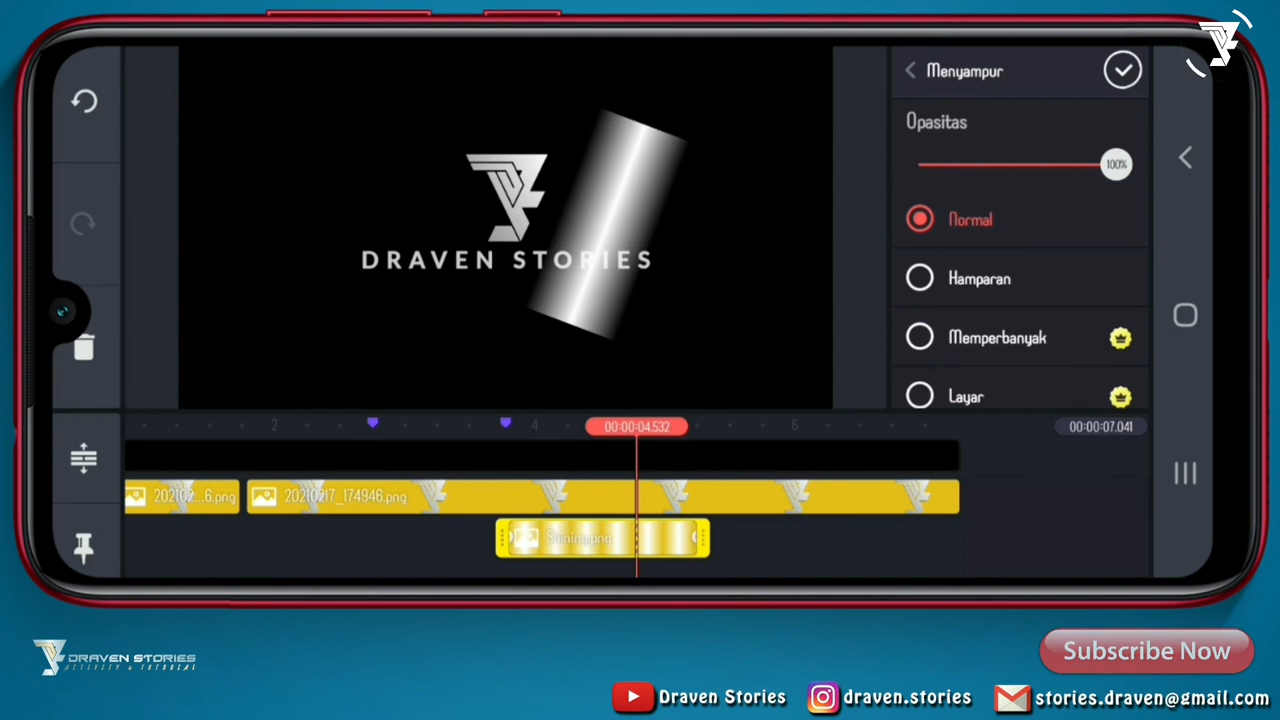 Menyampur
Opasitas
100%
Normal
Hamparan
Memperbanyak
Layar
DRAVEN STORIES
2
4
00:00:04.532
6
00:00:07.041
202102...6.png
20210217_174946.png
Shining.png
DRAVEN STORIES
ACTIVITY & TUTORIAL
Subscribe Now
Draven Stories
draven.stories
stories.draven@gmail.com